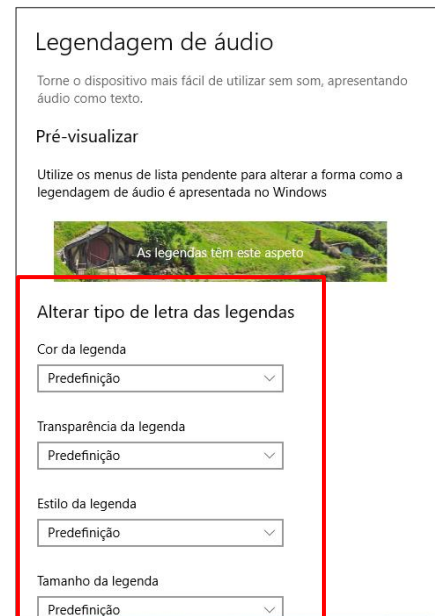 Legendagem de áudio
Torne o dispositivo mais fácil de utilizar sem som, apresentando
áudio como texto.
Pré-visualizar
Utilize os menus de lista pendente para alterar a forma como a
legendagem de áudio é apresentada no Windows
As legendas têm este aspeto
Alterar tipo de letra das legendas
Cor da legenda
Predefinição
Transparência da legenda
Predefinição
Estilo da legenda
Predefinição
Tamanho da legenda
Predefinição